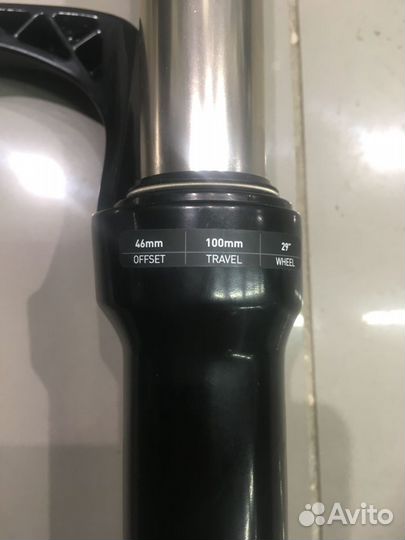 46mm 100mm 29"
OFFSET TRAVEL WHEEL
Avito